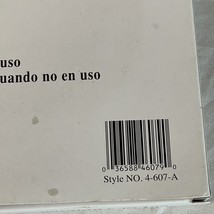 uso
uando no en uso
0 36588 46079 0
Style NO. 4-607-A